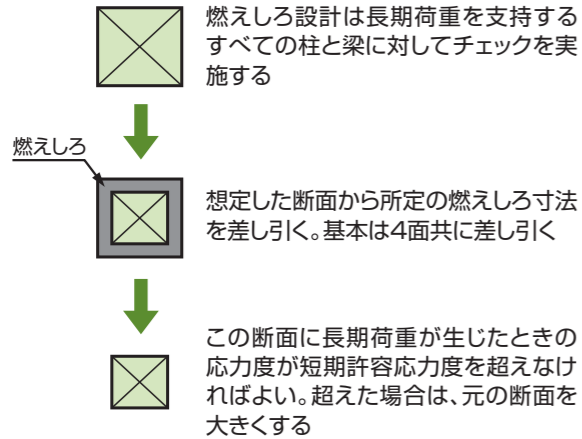 燃えしろ設計は長期荷重を支持する
すべての柱と梁に対してチェックを実
施する
燃えしろ
想定した断面から所定の燃えしろ寸法
を差し引く。基本は4面共に差し引く
この断面に長期荷重が生じたときの
応力度が短期許容応力度を超えなけ
ればよい。超えた場合は、元の断面を
大きくする